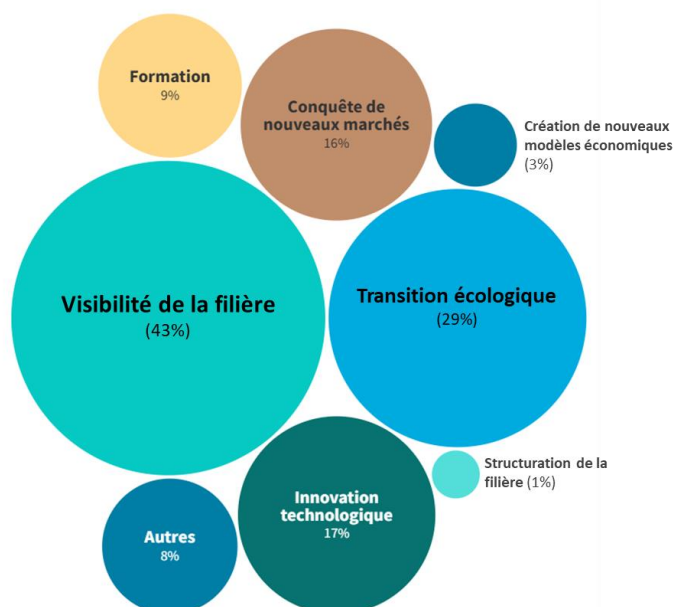 Formation
9%
Conquête de
nouveaux marchés
16%
Création de nouveaux
modèles économiques
(3%)
Visibilité de la filière
(43%)
Transition écologique
(29%)
Structuration de la
filière (1%)
Innovation
technologique
17%
Autres
8%